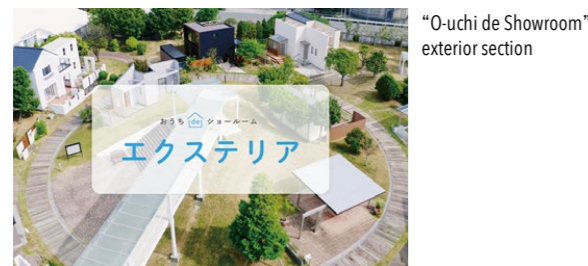 おうち de ショールーム
エクステリア
“O-uchi de Showroom”
exterior section